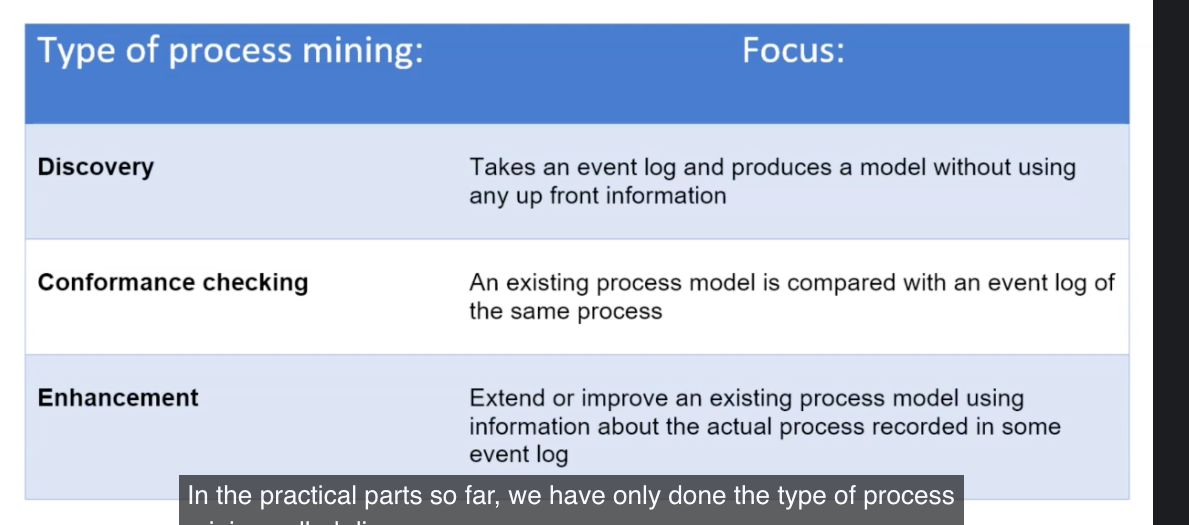 Type of process mining:
Focus:
Discovery
Takes an event log and produces a model without using
any up front information
Conformance checking
An existing process model is compared with an event log of
the same process
Enhancement
Extend or improve an existing process model using
information about the actual process recorded in some
event log
In the practical parts so far, we have only done the type of process